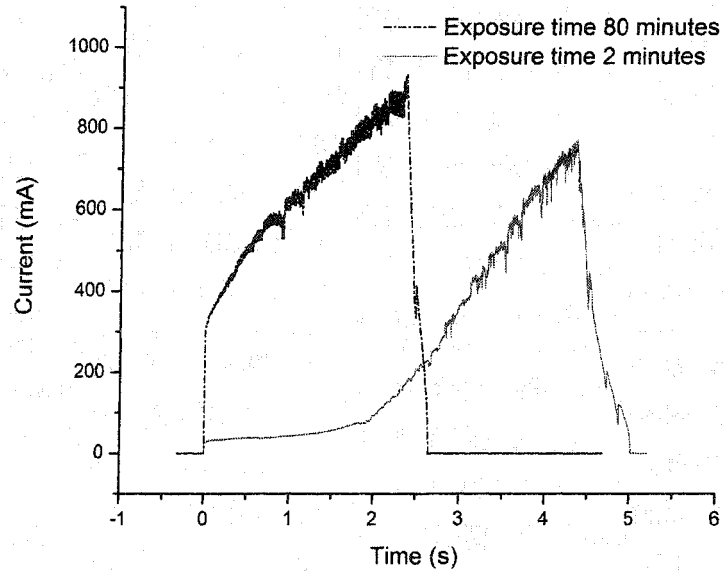 Exposure time 80 minutes
Exposure time 2 minutes
1000
800
600
400
200
0
Current (mA)
-1 0 1 2 3 4 5 6
Time (s)